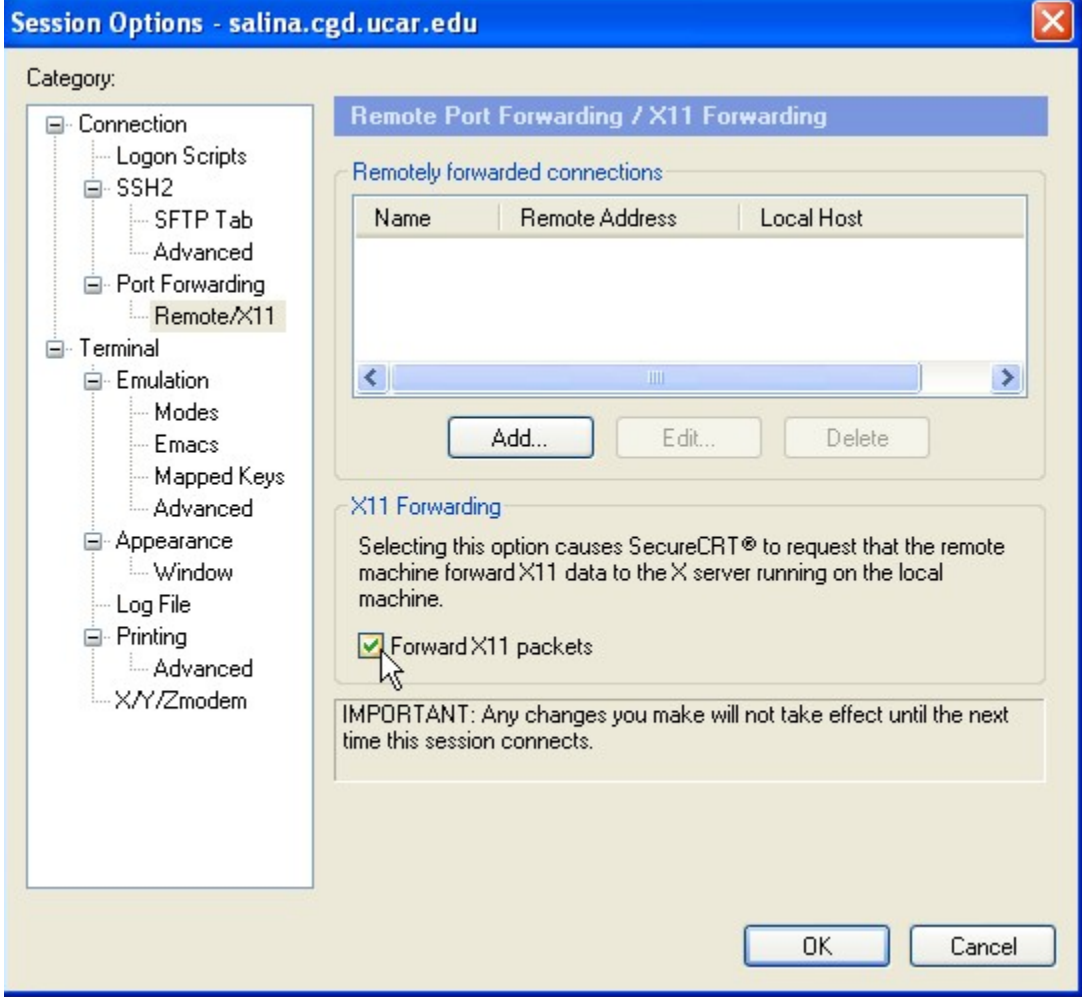 Session Options - salina.cgd.ucar.edu
Category:
Connection
Logon Scripts
SSH2
SFTP Tab
Advanced
Port Forwarding
Remote/X11
Terminal
Emulation
Modes
Emacs
Mapped Keys
Advanced
Appearance
Window
Log File
Printing
Advanced
X/Y/Zmodem
Remote Port Forwarding / X11 Forwarding
Remotely forwarded connections
Name Remote Address Local Host
Add... Edit... Delete
X11 Forwarding
Selecting this option causes SecureCRT® to request that the remote
machine forward X11 data to the X server running on the local
machine.
Forward X11 packets
IMPORTANT: Any changes you make will not take effect until the next
time this session connects.
OK Cancel